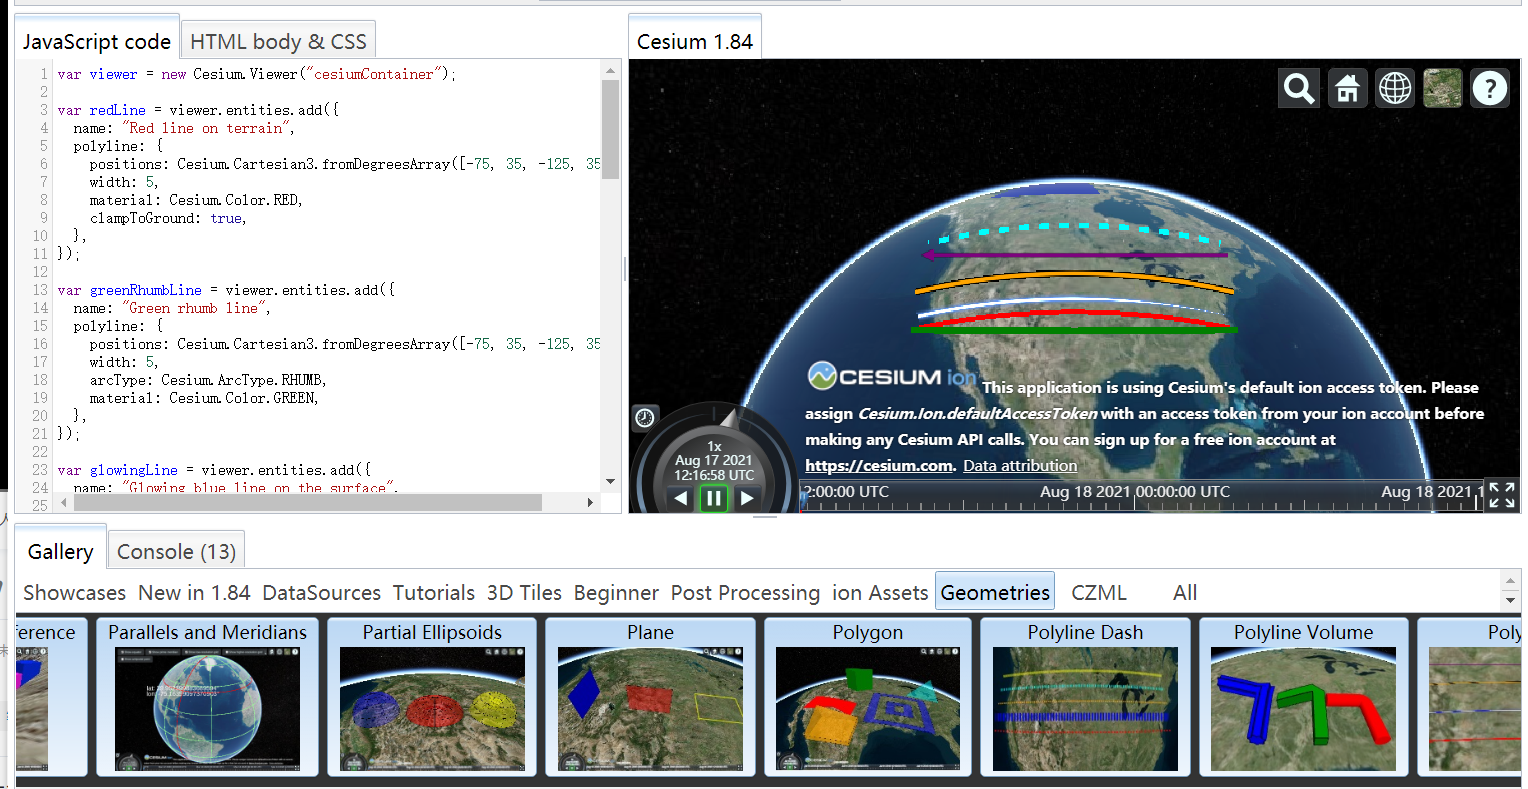 JavaScript code
HTML body & CSS
1 var viewer = new Cesium.Viewer("cesiumContainer");
2
3 var redLine = viewer.entities.add({
4 name: "Red line on terrain",
5 polyline: {
6 positions: Cesium.Cartesian3.fromDegreesArray([-75, 35, -125, 35
7 width: 5,
8 material: Cesium.Color.RED,
9 clampToGround: true,
10 },
11 });
12
13 var greenRhumbLine = viewer.entities.add({
14 name: "Green rhumb line",
15 polyline: {
16 positions: Cesium.Cartesian3.fromDegreesArray([-75, 35, -125, 35
17 width: 5,
18 arcType: Cesium.ArcType.RHUMB,
19 material: Cesium.Color.GREEN,
20 },
21 });
22
23 var glowingLine = viewer.entities.add({
24 name: "Glowing blue line on the surface",
25
Cesium 1.84
?
CESIUM ion This application is using Cesium's default ion access token. Please
assign Cesium.Ion.defaultAccessToken with an access token from your ion account before
making any Cesium API calls. You can sign up for a free ion account at
https://cesium.com. Data attribution
1x
Aug 17 2021
12:16:58 UTC
2:00:00 UTC
Aug 18 2021 00:00:00 UTC
Aug 18 2021 1
Gallery
Console (13)
Showcases New in 1.84 DataSources Tutorials 3D Tiles Beginner Post Processing ion Assets Geometries CZML All
ference
Parallels and Meridians
Partial Ellipsoids
Plane
Polygon
Polyline Dash
Polyline Volume
Poly
CESIUM